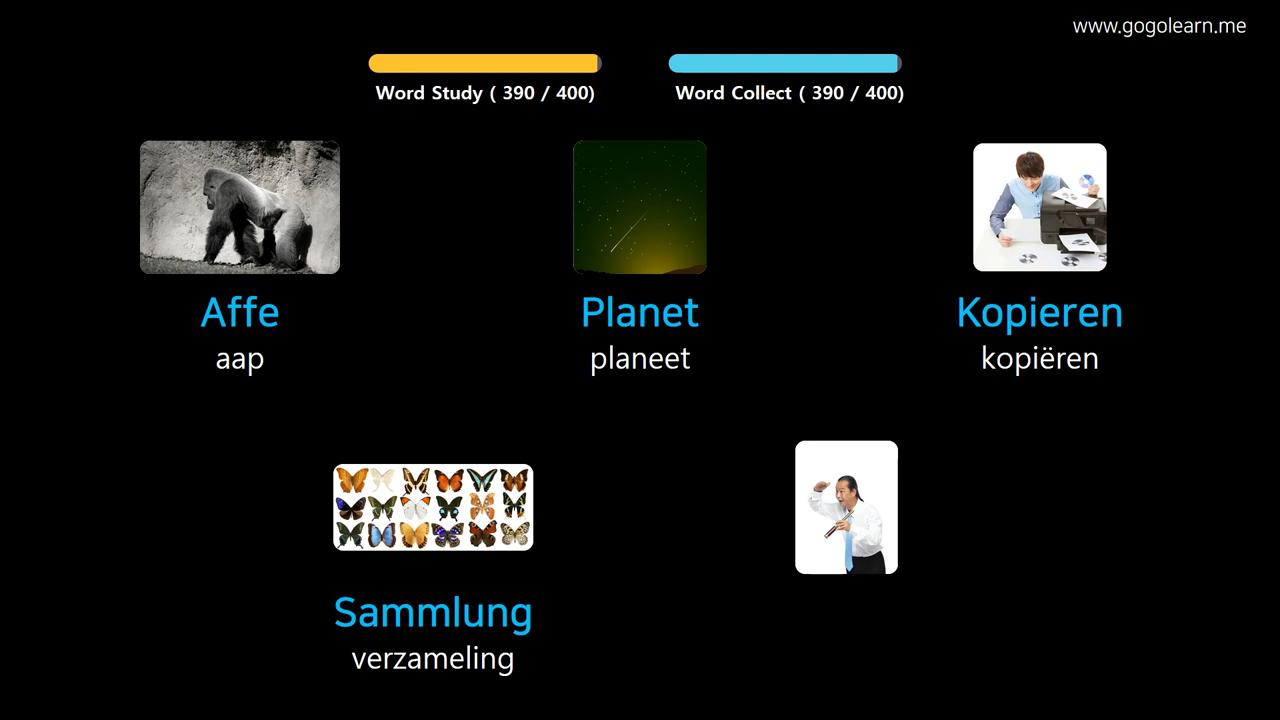 www.gogolearn.me
Word Study ( 390 / 400)
Word Collect ( 390 / 400)
Affe
aap
Planet
planeet
Kopieren
kopiëren
Sammlung
verzameling